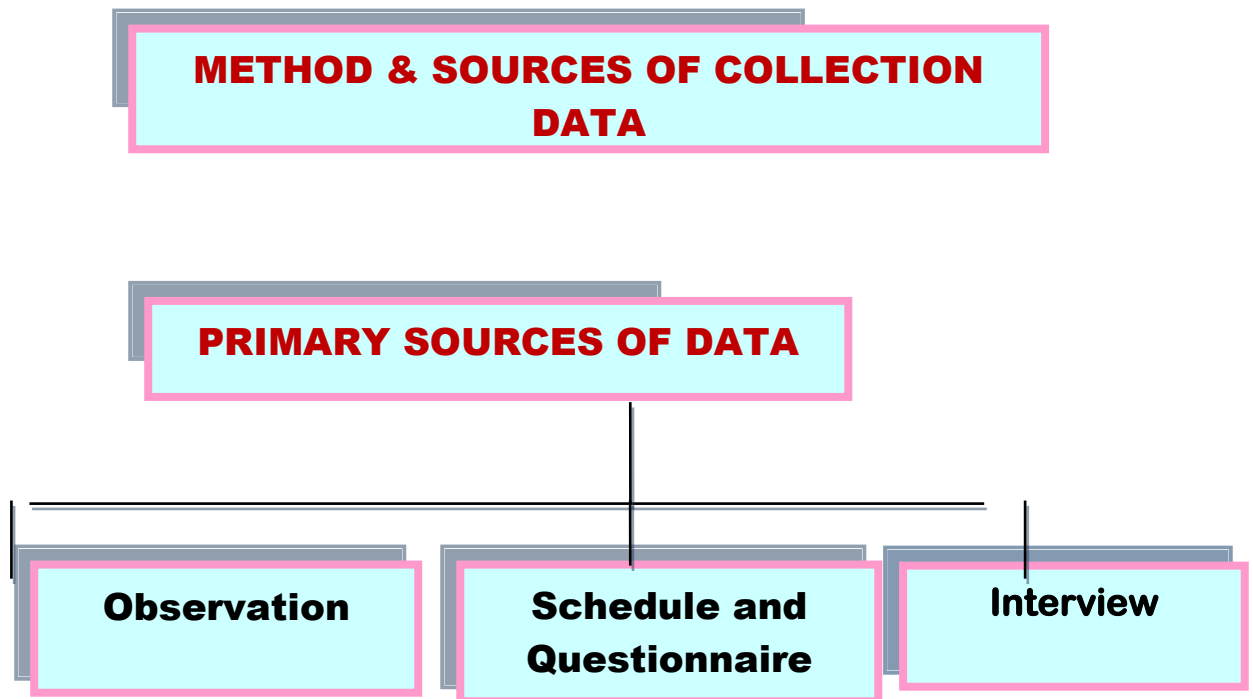 METHOD & SOURCES OF COLLECTION
DATA
PRIMARY SOURCES OF DATA
Observation
Schedule and
Questionnaire
Interview